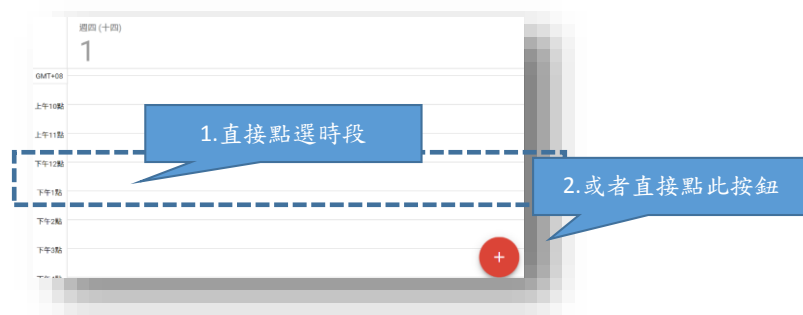 週四 (十四)
1
GMT+08
上午10點
上午11點
1.直接點選時段
下午12點
下午1點
2.或者直接點此按鈕
下午2點
下午3點
+